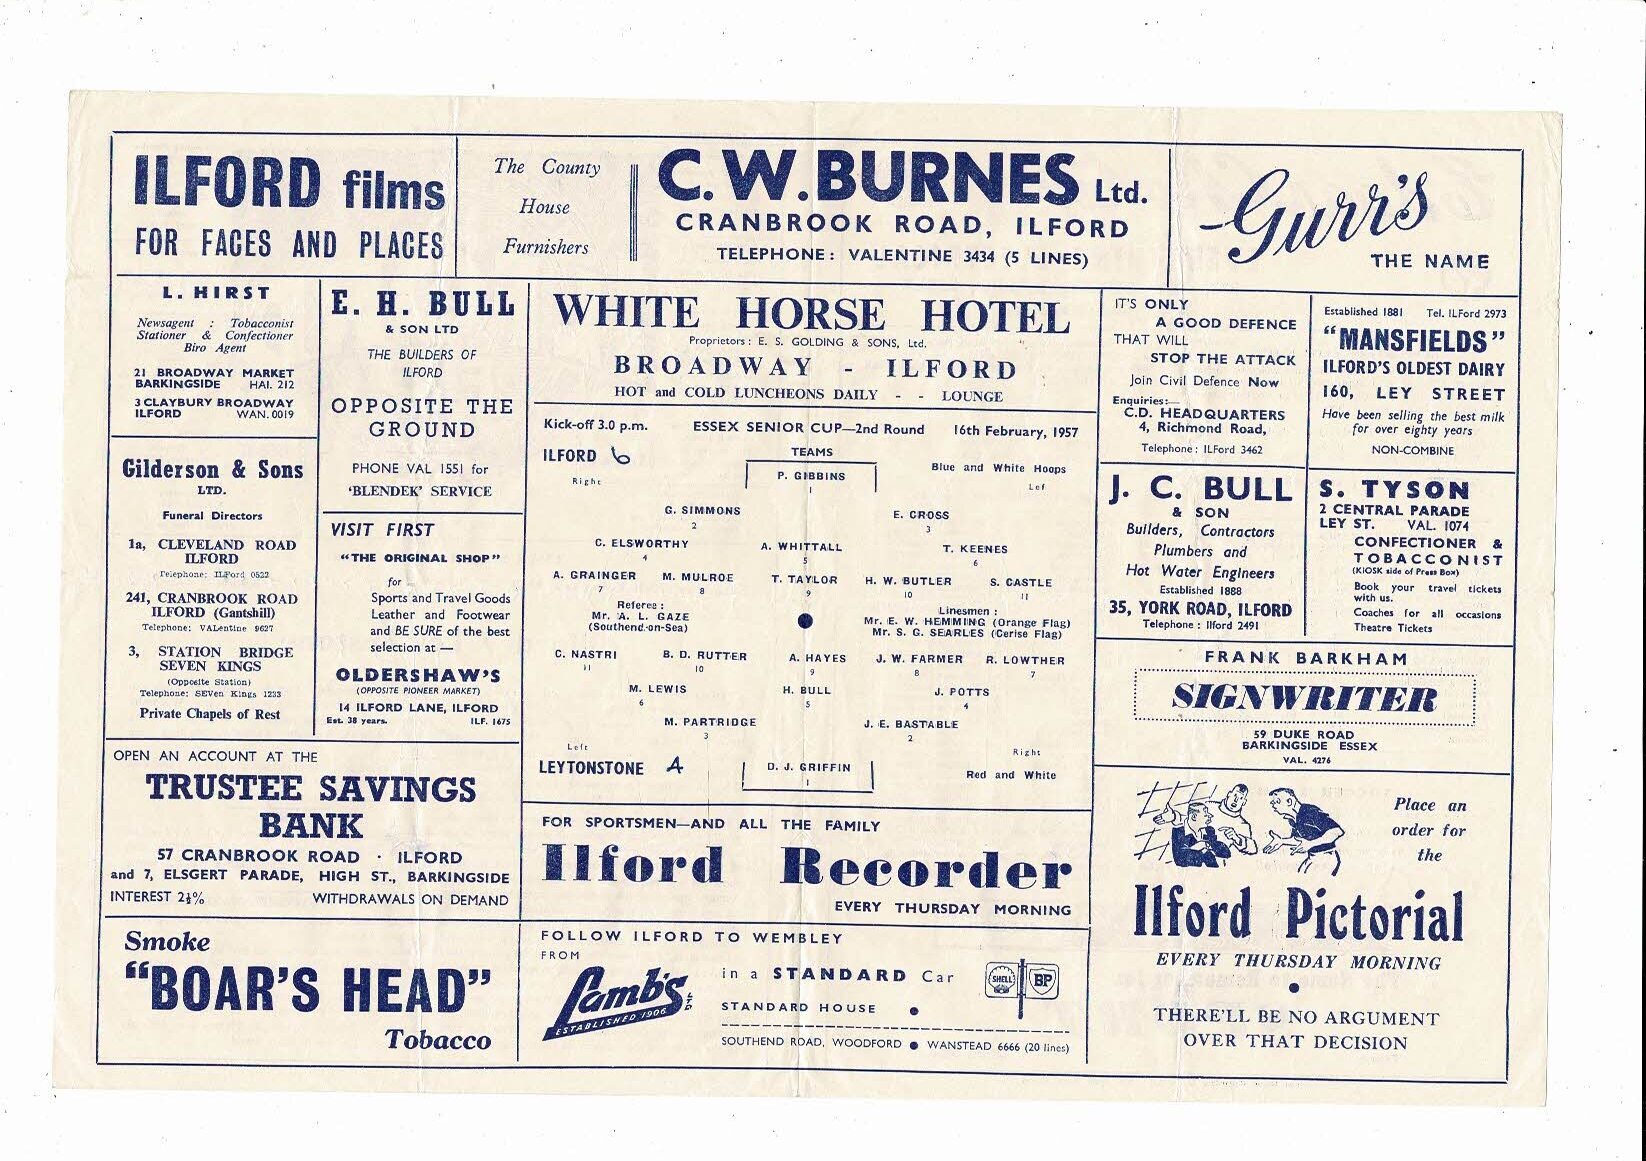 ILFORD films
FOR FACES AND PLACES
The County
House
Furnishers
C.W.BURNES Ltd.
CRANBROOK ROAD, ILFORD
TELEPHONE: VALENTINE 3434 (5 LINES)
Gurr's
THE NAME
L. HIRST
Newsagent : Tobacconist
Stationer & Confectioner
Biro Agent
21 BROADWAY MARKET
BARKINGSIDE HAI. 212
3 CLAYBURY BROADWAY
ILFORD WAN. 0019
Gilderson & Sons
LTD.
Funeral Directors
1a, CLEVELAND ROAD
ILFORD
Telephone: ILFord 0522
241, CRANBROOK ROAD
ILFORD (Gantshill)
Telephone: VALentine 9627
3, STATION BRIDGE
SEVEN KINGS
(Opposite Station)
Telephone: SEVen Kings 1233
Private Chapels of Rest
E. H. BULL
& SON LTD
THE BUILDERS OF
ILFORD
OPPOSITE THE
GROUND
PHONE VAL 1551 for
'BLENDEK' SERVICE
VISIT FIRST
"THE ORIGINAL SHOP"
for
Sports and Travel Goods
Leather and Footwear
and BE SURE of the best
selection at —
OLDERSHAW'S
(OPPOSITE PIONEER MARKET)
14 ILFORD LANE, ILFORD
Est. 38 years. ILF. 1675
WHITE HORSE HOTEL
Proprietors: E. S. GOLDING & SONS, Ltd.
BROADWAY - ILFORD
HOT and COLD LUNCHEONS DAILY - - LOUNGE
Kick-off 3.0 p.m. ESSEX SENIOR CUP—2nd Round 16th February, 1957
ILFORD 6 TEAMS Blue and White Hoops
Right Lef
P. GIBBINS
1
G. SIMMONS E. CROSS
2 3
C. ELSWORTHY A. WHITTALL T. KEENES
4 5 6
A. GRAINGER M. MULROE T. TAYLOR H. W. BUTLER S. CASTLE
7 8 9 10 11
Referee :
Mr. A. L. GAZE
(Southend-on-Sea)
Linesmen :
Mr. E. W. HEMMING (Orange Flag)
Mr. S. G. SEARLES (Cerise Flag)
C. NASTRI B. D. RUTTER A. HAYES J. W. FARMER R. LOWTHER
11 10 9 8 7
M. LEWIS H. BULL J. POTTS
6 5 4
M. PARTRIDGE J. E. BASTABLE
3 2
Left Right
LEYTONSTONE 4 D. J. GRIFFIN Red and White
1
IT'S ONLY
A GOOD DEFENCE
THAT WILL
STOP THE ATTACK
Join Civil Defence Now
Enquiries:—
C.D. HEADQUARTERS
4, Richmond Road,
Telephone: ILFord 3462
Established 1881 Tel. ILFord 2973
"MANSFIELDS"
ILFORD'S OLDEST DAIRY
160, LEY STREET
Have been selling the best milk
for over eighty years
NON-COMBINE
J. C. BULL
& SON
Builders, Contractors
Plumbers and
Hot Water Engineers
Established 1888
35, YORK ROAD, ILFORD
Telephone : Ilford 2491
S. TYSON
2 CENTRAL PARADE
LEY ST. VAL. 1074
CONFECTIONER &
TOBACCONIST
(KIOSK side of Press Box)
Book your travel tickets
with us.
Coaches for all occasions
Theatre Tickets
FRANK BARKHAM
SIGNWRITER
59 DUKE ROAD
BARKINGSIDE ESSEX
VAL. 4276
OPEN AN ACCOUNT AT THE
TRUSTEE SAVINGS
BANK
57 CRANBROOK ROAD · ILFORD
and 7, ELSGERT PARADE, HIGH ST., BARKINGSIDE
INTEREST 2½% WITHDRAWALS ON DEMAND
FOR SPORTSMEN—AND ALL THE FAMILY
Ilford Recorder
EVERY THURSDAY MORNING
Place an
order for
the
Ilford Pictorial
EVERY THURSDAY MORNING
THERE'LL BE NO ARGUMENT
OVER THAT DECISION
Smoke
"BOAR'S HEAD"
Tobacco
FOLLOW ILFORD TO WEMBLEY
FROM
Lamb's LTD
ESTABLISHED 1906
in a STANDARD Car
STANDARD HOUSE
SHELL BP
SOUTHEND ROAD, WOODFORD ● WANSTEAD 6666 (20 lines)